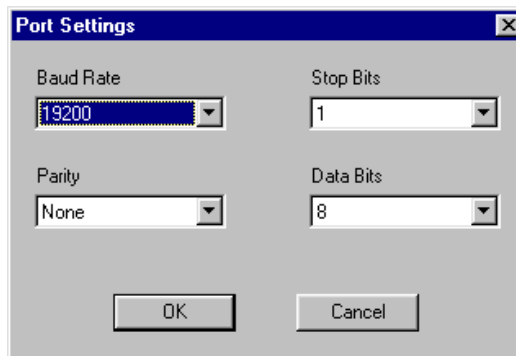 Port Settings
Baud Rate
Stop Bits
19200
1
Parity
Data Bits
None
8
OK
Cancel